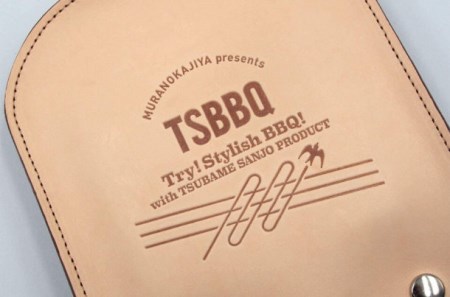 MURANOKAJIYA presents
TSBBQ
Try! Stylish BBQ!
with TSUBAME SANJO PRODUCT